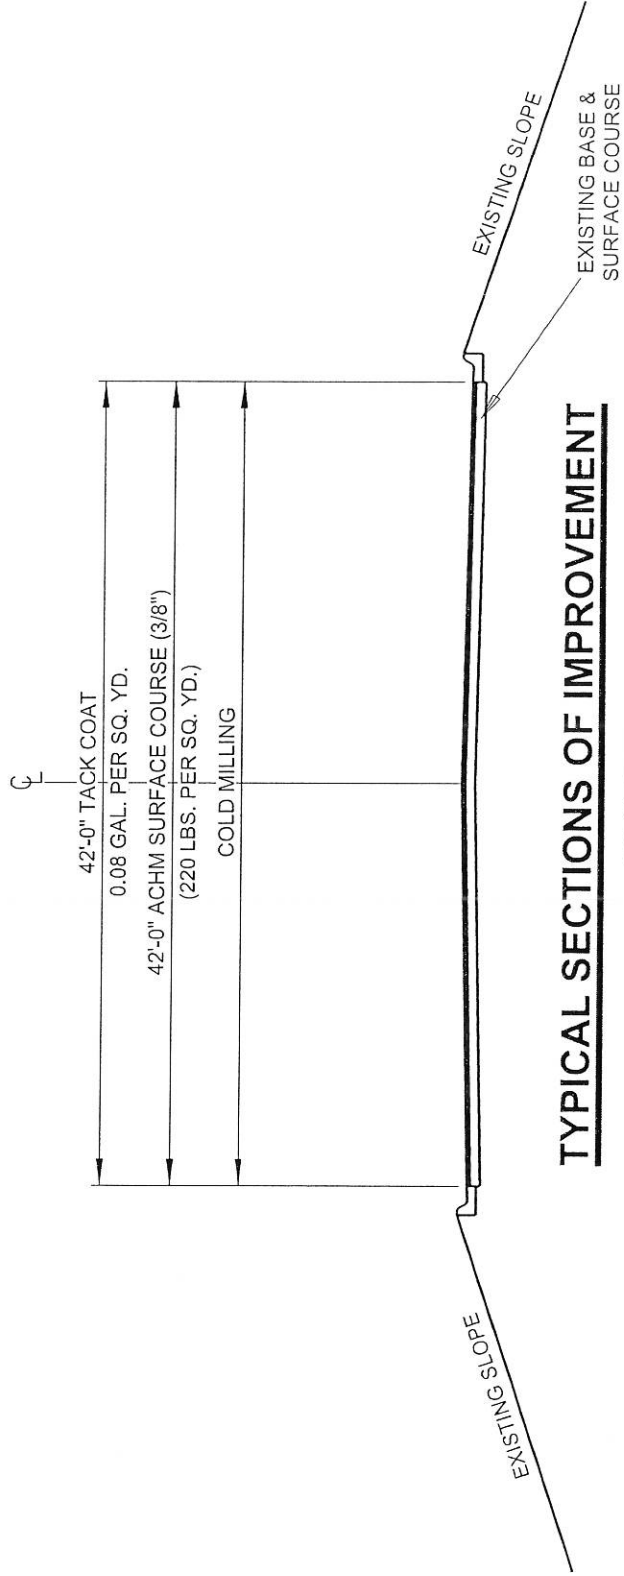 ℄
42'-0" TACK COAT
0.08 GAL. PER SQ. YD.
42'-0" ACHM SURFACE COURSE (3/8")
(220 LBS. PER SQ. YD.)
COLD MILLING
EXISTING SLOPE
EXISTING SLOPE
EXISTING BASE &
SURFACE COURSE
TYPICAL SECTIONS OF IMPROVEMENT